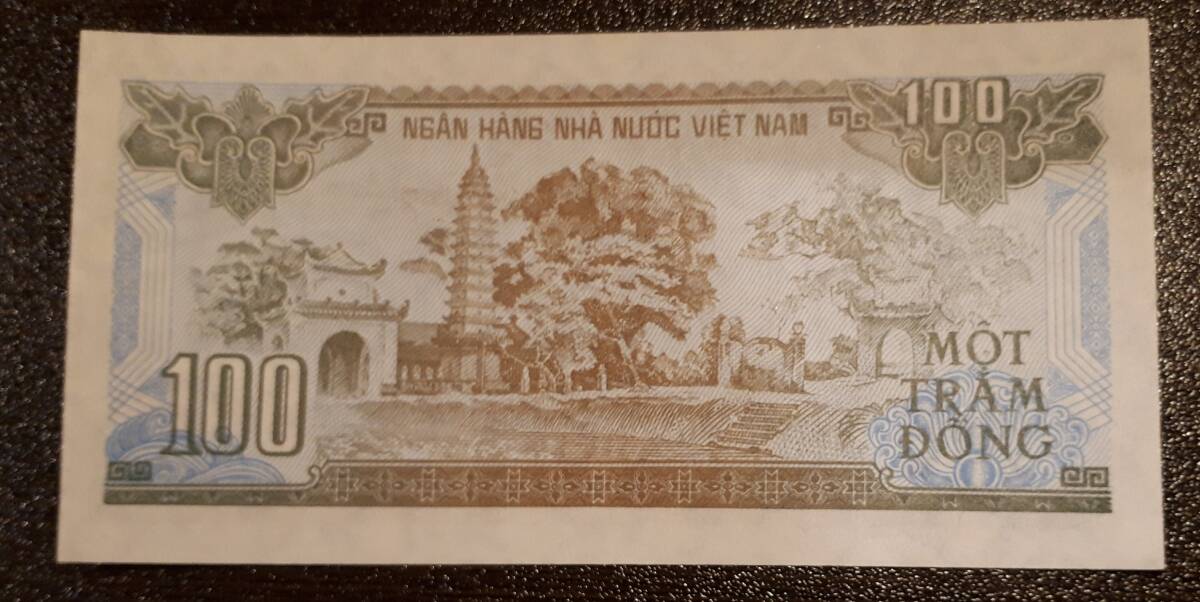 NGÂN HÀNG NHÀ NƯỚC VIỆT NAM
100
100
MỘT
TRĂM
ĐỒNG